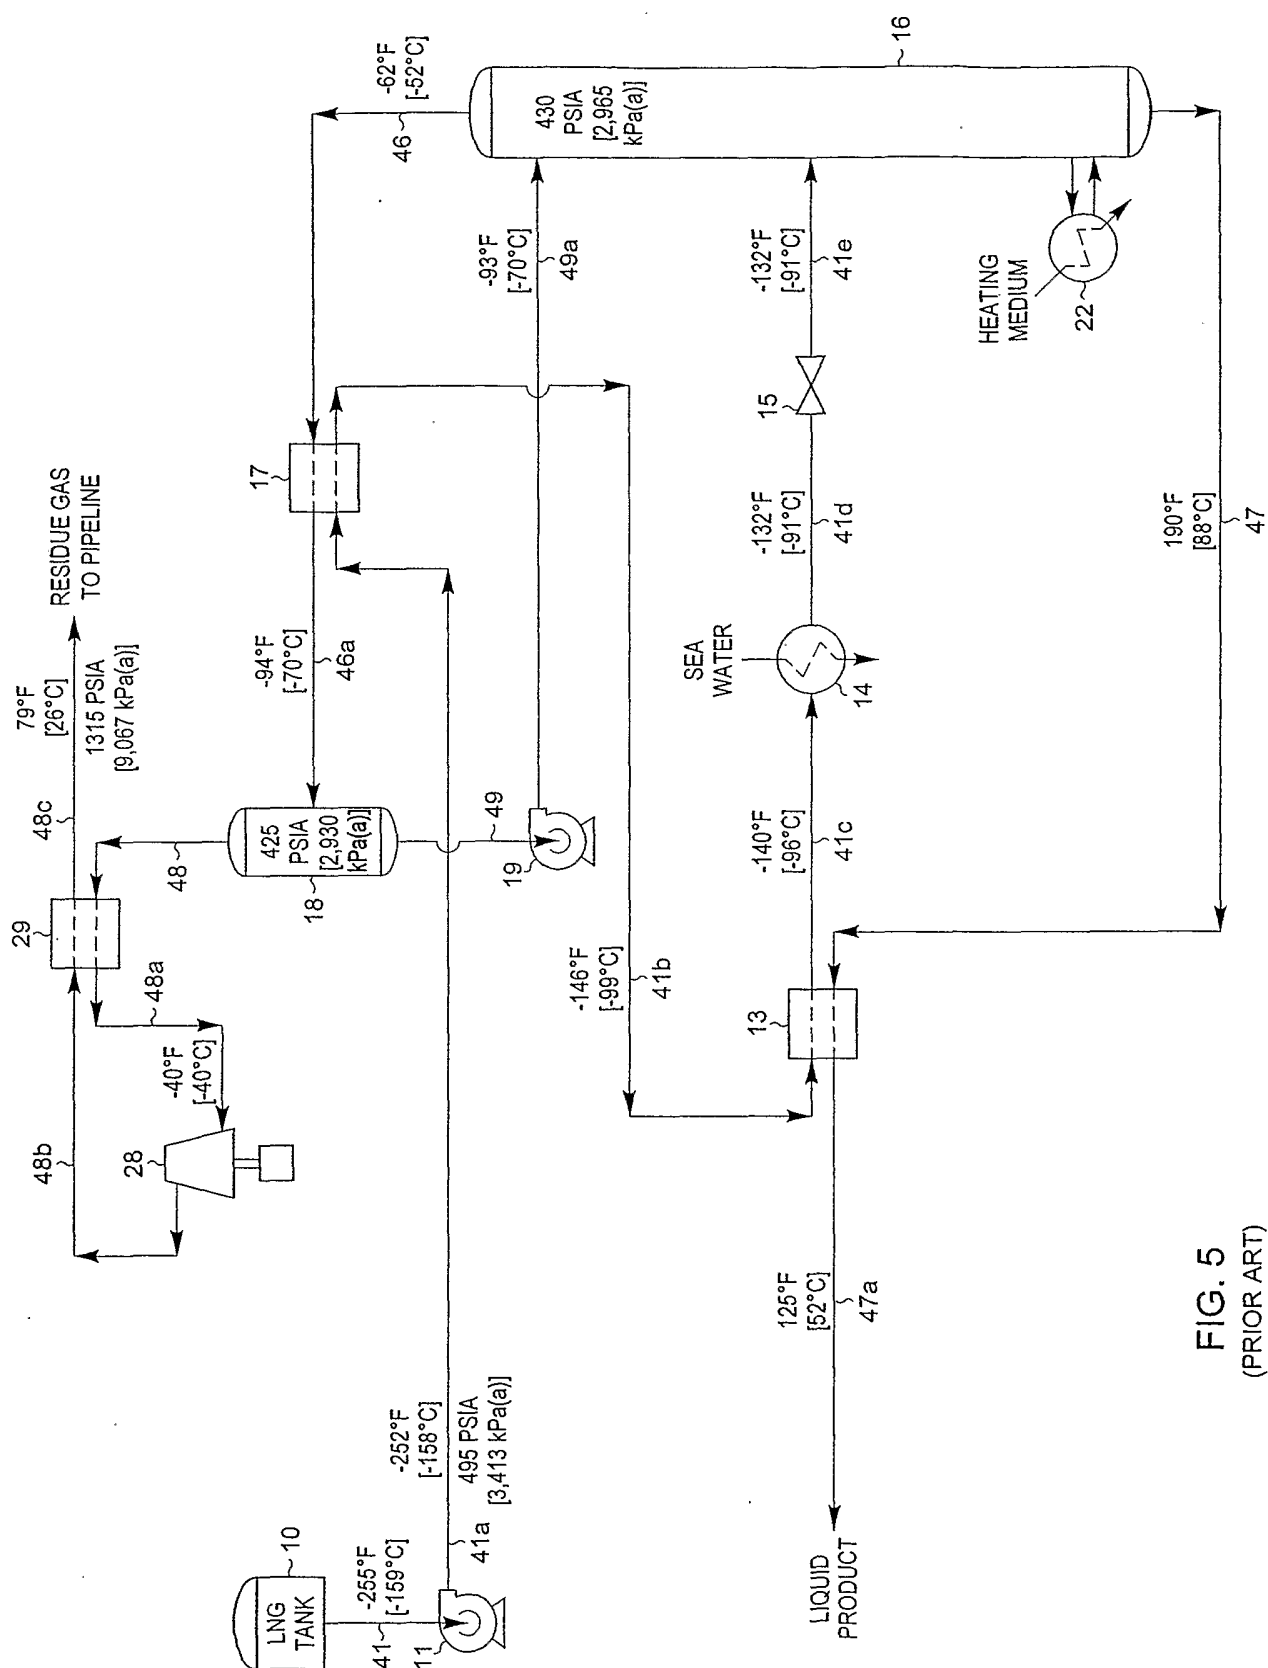 FIG. 5
(PRIOR ART)
LNG
TANK
10
41
-255°F
[-159°C]
11
41a
-252°F
[-158°C]
495 PSIA
[3,413 kPa(a)]
48b
28
-40°F
[-40°C]
48a
29
48
48c
79°F
[26°C]
1315 PSIA
[9,067 kPa(a)]
RESIDUE GAS
TO PIPELINE
425
PSIA
[2,930
kPa(a)]
18
49
19
-94°F
[-70°C]
46a
17
-62°F
[-52°C]
46
430
PSIA
[2,965
kPa(a)]
16
-93°F
[-70°C]
49a
-146°F
[-99°C]
41b
13
-140°F
[-96°C]
41c
SEA
WATER
14
-132°F
[-91°C]
41d
15
-132°F
[-91°C]
41e
HEATING
MEDIUM
22
190°F
[88°C]
47
125°F
[52°C]
47a
LIQUID
PRODUCT